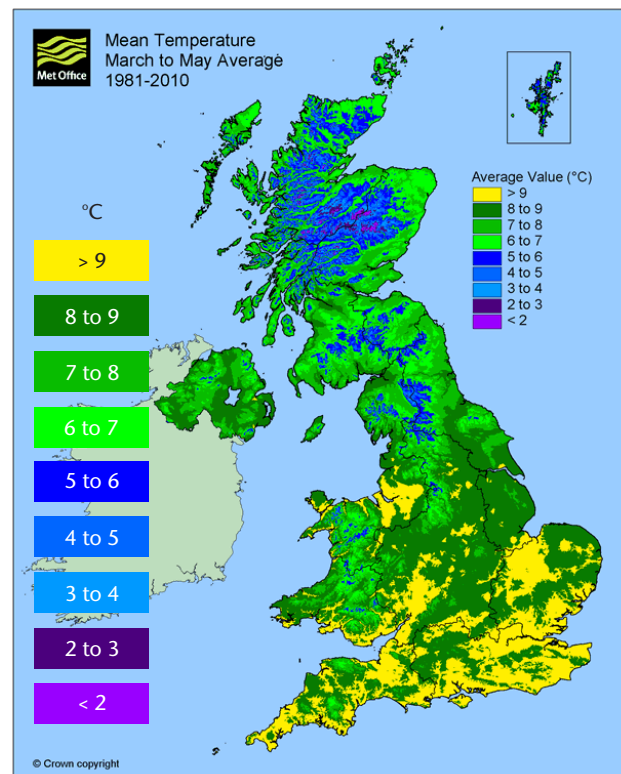 Met Office
Mean Temperature
March to May Average
1981-2010
Average Value (°C)
> 9
8 to 9
7 to 8
6 to 7
5 to 6
4 to 5
3 to 4
2 to 3
< 2
°C
> 9
8 to 9
7 to 8
6 to 7
5 to 6
4 to 5
3 to 4
2 to 3
< 2
© Crown copyright